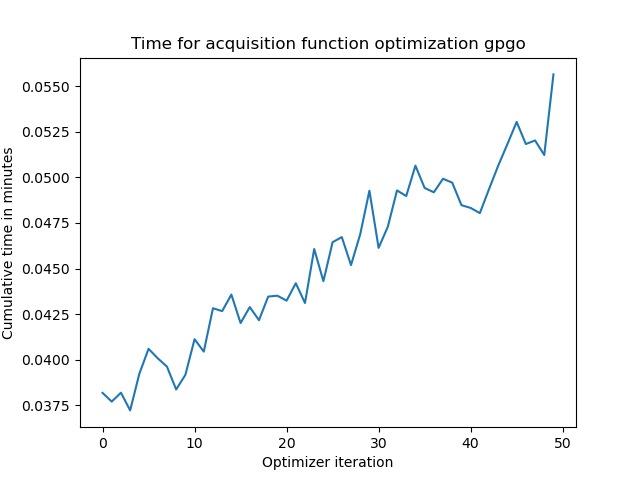 Time for acquisition function optimization gpgo
0.0550
0.0525
0.0500
0.0475
0.0450
0.0425
0.0400
0.0375
Cumulative time in minutes
0 10 20 30 40 50
Optimizer iteration